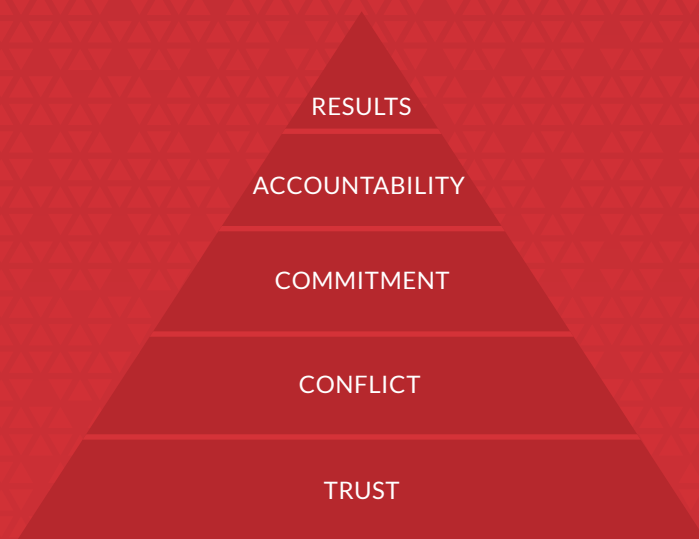 RESULTS
ACCOUNTABILITY
COMMITMENT
CONFLICT
TRUST